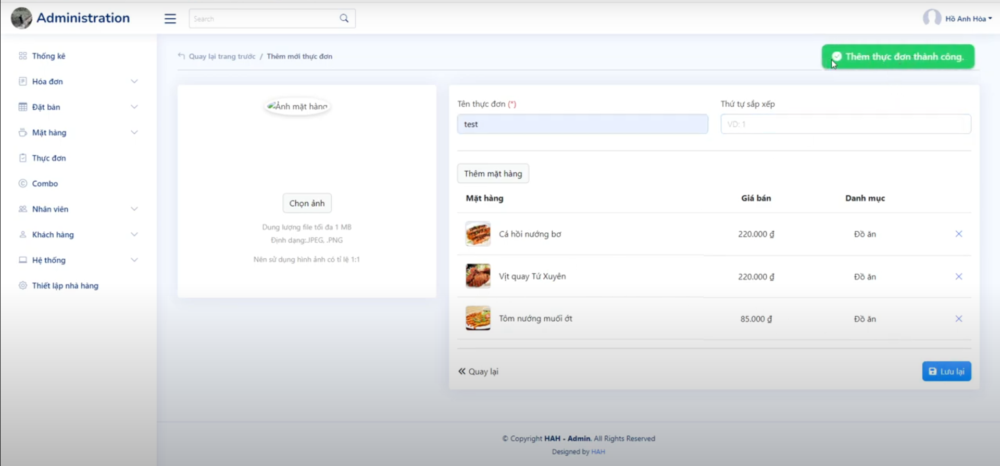 Administration
Search
Hồ Anh Hòa
Thống kê
Hóa đơn
Đặt bàn
Mặt hàng
Thực đơn
Combo
Nhân viên
Khách hàng
Hệ thống
Thiết lập nhà hàng
Quay lại trang trước / Thêm mới thực đơn
Thêm thực đơn thành công.
Ảnh mặt hàng
Chọn ảnh
Dung lượng file tối đa 1 MB
Định dạng:.JPEG, .PNG
Nên sử dụng hình ảnh có tỉ lệ 1:1
Tên thực đơn (*)
Thứ tự sắp xếp
test
VD: 1
Thêm mặt hàng
Mặt hàng Giá bán Danh mục
Cá hồi nướng bơ 220.000 ₫ Đồ ăn
Vịt quay Tứ Xuyên 220.000 ₫ Đồ ăn
Tôm nướng muối ớt 85.000 ₫ Đồ ăn
Quay lại
Lưu lại
© Copyright HAH - Admin. All Rights Reserved
Designed by HAH